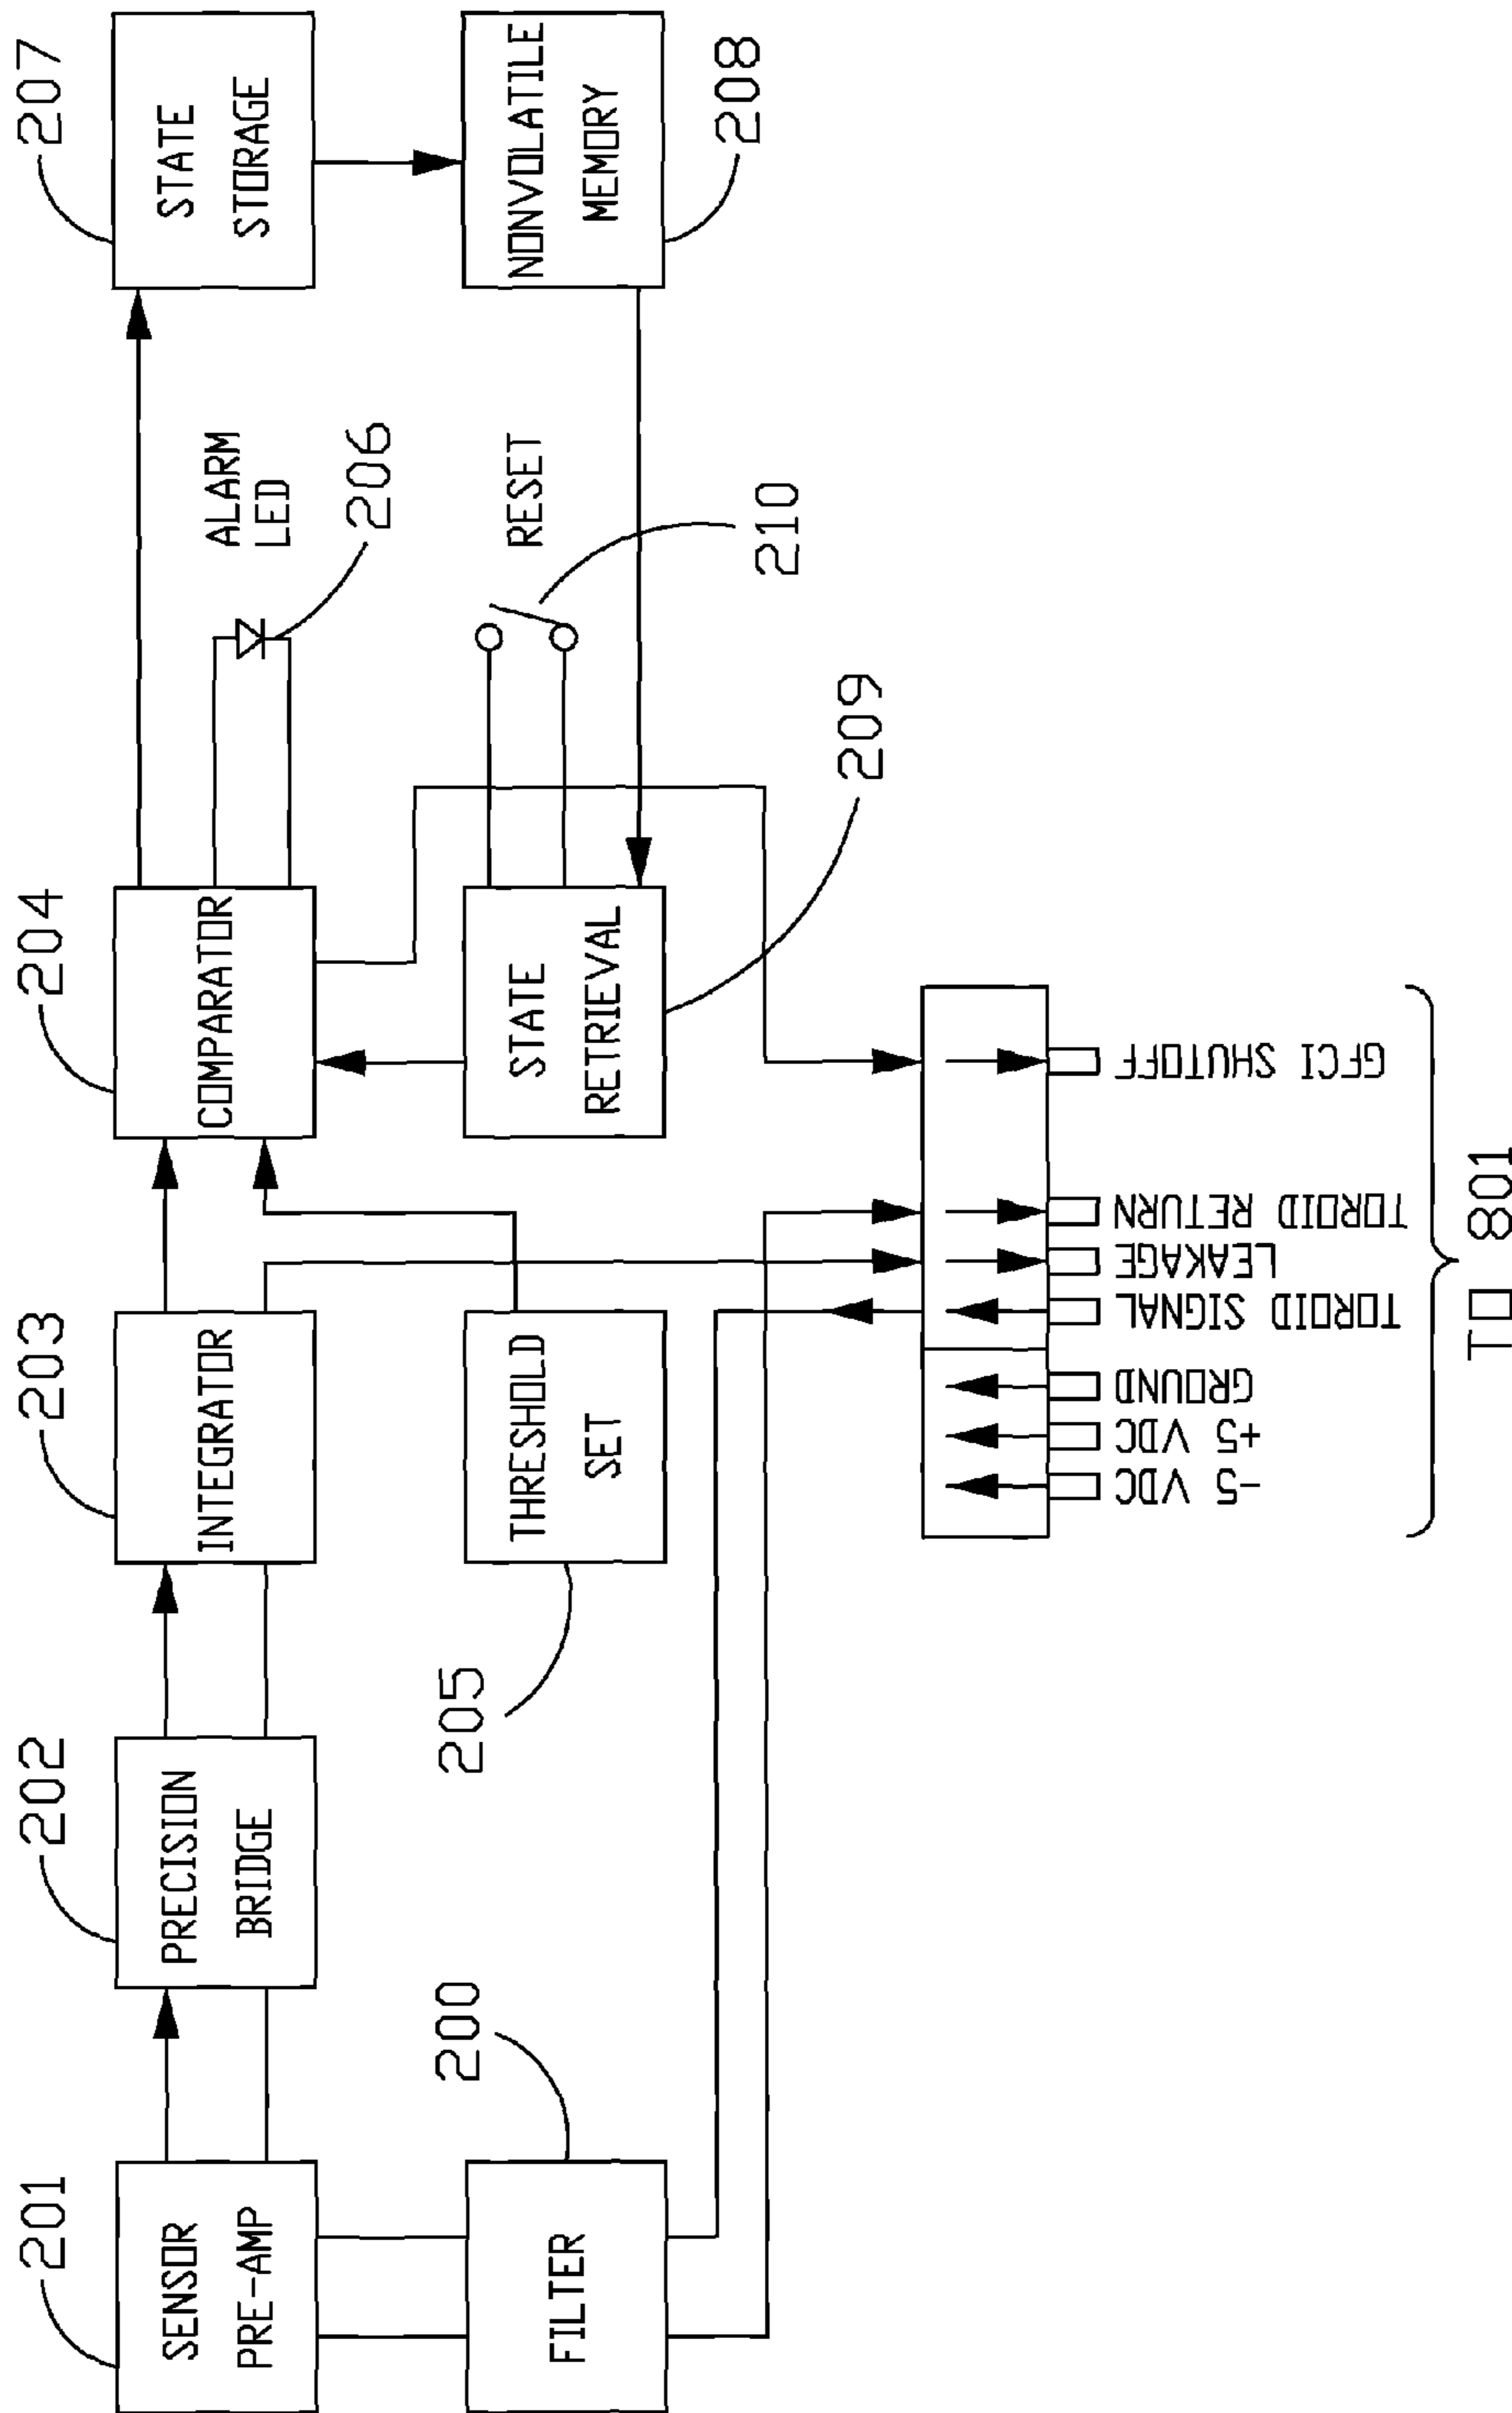 201
202
203
204
207
SENSOR
PRE-AMP
PRECISION
BRIDGE
INTEGRATOR
COMPARATOR
ALARM
LED
206
STATE
STORAGE
200
205
FILTER
THRESHOLD
SET
STATE
RETRIEVAL
RESET
210
NONVOLATILE
MEMORY
209
208
-5 VDC
+5 VDC
GROUND
TOROID SIGNAL
LEAKAGE
TOROID RETURN
GFCI SHUTOFF
TO 801